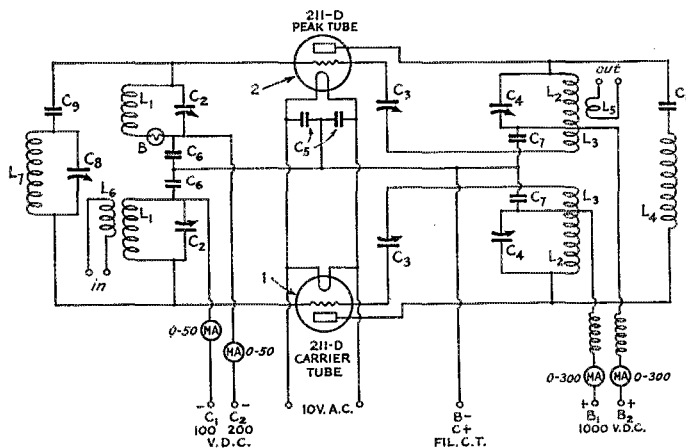 211-D
PEAK TUBE
2
C9
L1
C2
B
C6
C6
L7
C8
L6
in
L1
C2
C5
C3
C3
1
211-D
CARRIER
TUBE
C4
L2
out
L5
L3
C7
C7
L3
L2
C4
C
L4
0-50
MA
MA
0-50
0-300
MA
MA
0-300
- -
C1 C2
100 200
V.D.C.
10V. A.C.
B-
C+
FIL. C.T.
+ +
B1 B2
1000 V.D.C.